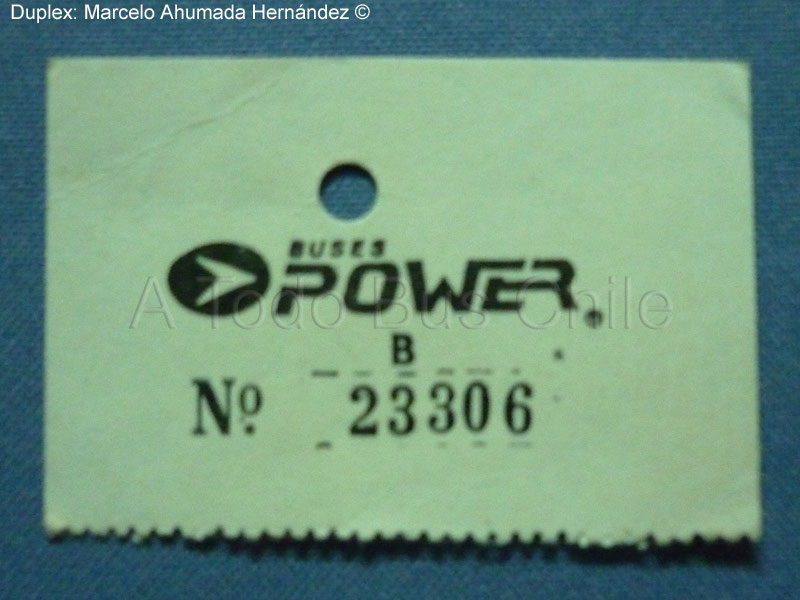 Duplex: Marcelo Ahumada Hernández ©
BUSES
POWER®
A Todo Bus Chile
B
Nº 23306